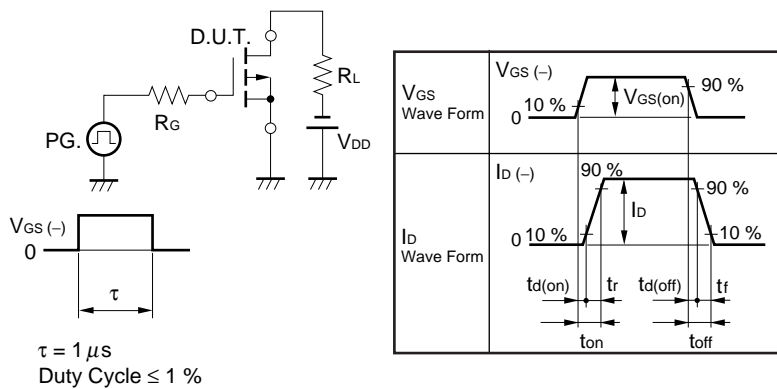 D.U.T.
RL
RG
PG.
VDD
VGS (−)
0
τ
τ = 1 μs
Duty Cycle ≤ 1 %
VGS
Wave Form
VGS (−)
10 %
0
VGS(on)
90 %
ID
Wave Form
ID (−)
90 %
90 %
ID
0
10 %
10 %
td(on)
tr
td(off)
tf
ton
toff